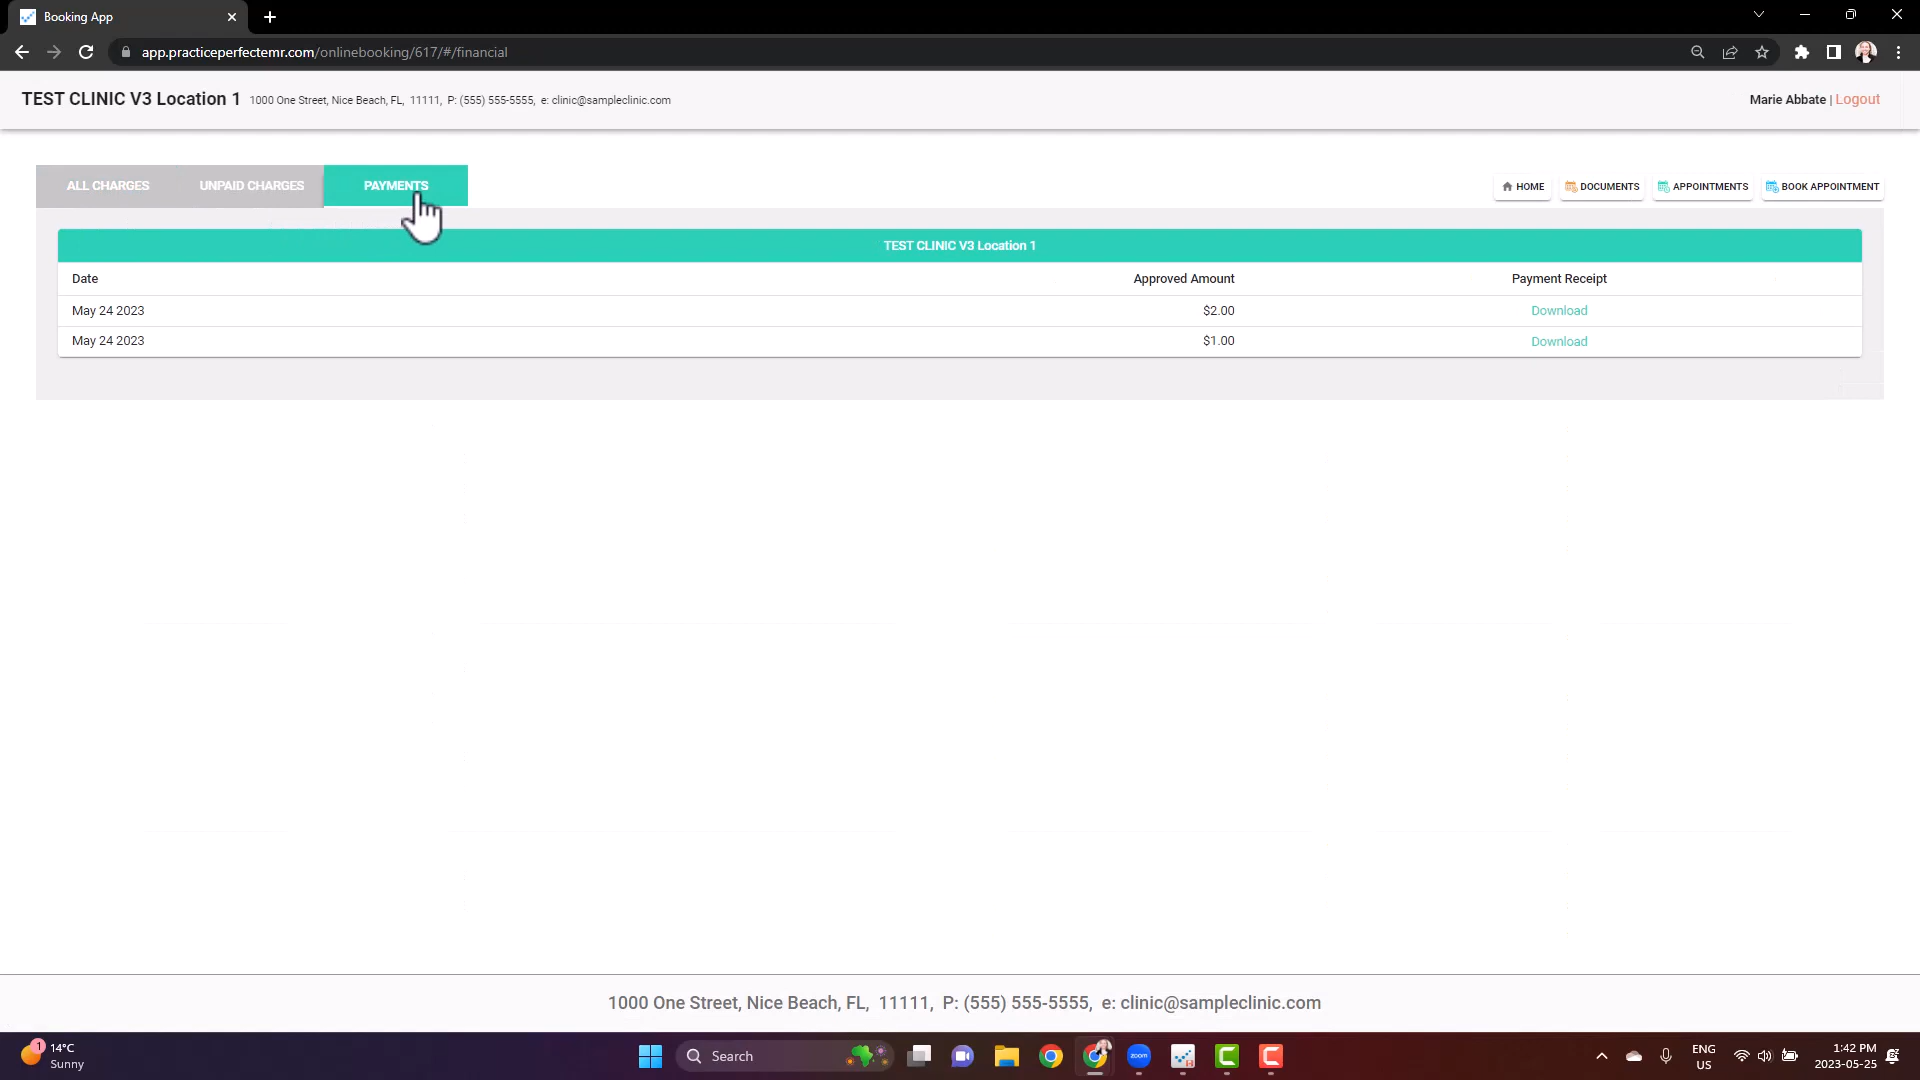 Booking App
app.practiceperfectemr.com/onlinebooking/617/#/financial
TEST CLINIC V3 Location 1 1000 One Street, Nice Beach, FL, 11111, P: (555) 555-5555, e: clinic@sampleclinic.com
Marie Abbate | Logout
ALL CHARGES UNPAID CHARGES PAYMENTS
HOME DOCUMENTS APPOINTMENTS BOOK APPOINTMENT
TEST CLINIC V3 Location 1
Date Approved Amount Payment Receipt
May 24 2023 $2.00 Download
May 24 2023 $1.00 Download
1000 One Street, Nice Beach, FL, 11111, P: (555) 555-5555, e: clinic@sampleclinic.com
1
14°C
Sunny
Search
zoom
ENG
US
1:42 PM
2023-05-25